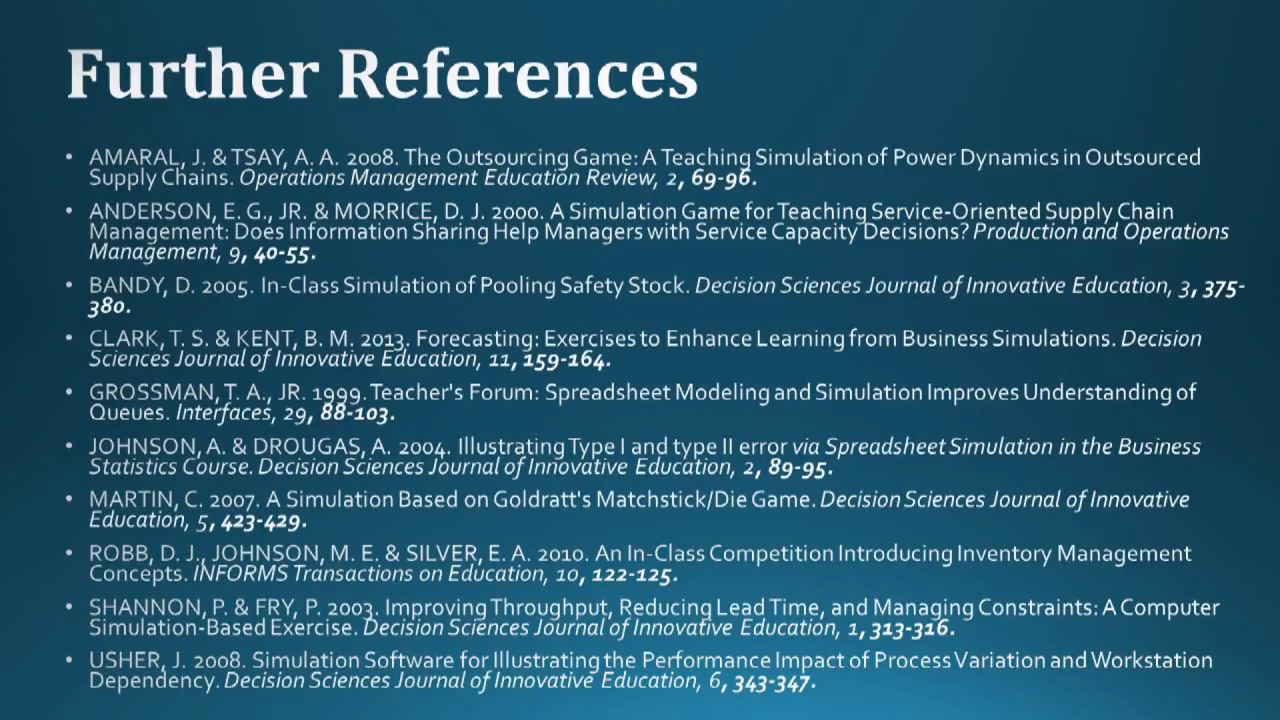 Further References
• AMARAL, J. & TSAY, A. A. 2008. The Outsourcing Game: A Teaching Simulation of Power Dynamics in Outsourced
Supply Chains. Operations Management Education Review, 2, 69-96.
• ANDERSON, E. G., JR. & MORRICE, D. J. 2000. A Simulation Game for Teaching Service-Oriented Supply Chain
Management: Does Information Sharing Help Managers with Service Capacity Decisions? Production and Operations
Management, 9, 40-55.
• BANDY, D. 2005. In-Class Simulation of Pooling Safety Stock. Decision Sciences Journal of Innovative Education, 3, 375-
380.
• CLARK, T. S. & KENT, B. M. 2013. Forecasting: Exercises to Enhance Learning from Business Simulations. Decision
Sciences Journal of Innovative Education, 11, 159-164.
• GROSSMAN, T. A., JR. 1999. Teacher's Forum: Spreadsheet Modeling and Simulation Improves Understanding of
Queues. Interfaces, 29, 88-103.
• JOHNSON, A. & DROUGAS, A. 2004. Illustrating Type I and type II error via Spreadsheet Simulation in the Business
Statistics Course. Decision Sciences Journal of Innovative Education, 2, 89-95.
• MARTIN, C. 2007. A Simulation Based on Goldratt's Matchstick/Die Game. Decision Sciences Journal of Innovative
Education, 5, 423-429.
• ROBB, D. J., JOHNSON, M. E. & SILVER, E. A. 2010. An In-Class Competition Introducing Inventory Management
Concepts. INFORMS Transactions on Education, 10, 122-125.
• SHANNON, P. & FRY, P. 2003. Improving Throughput, Reducing Lead Time, and Managing Constraints: A Computer
Simulation-Based Exercise. Decision Sciences Journal of Innovative Education, 1, 313-316.
• USHER, J. 2008. Simulation Software for Illustrating the Performance Impact of Process Variation and Workstation
Dependency. Decision Sciences Journal of Innovative Education, 6, 343-347.